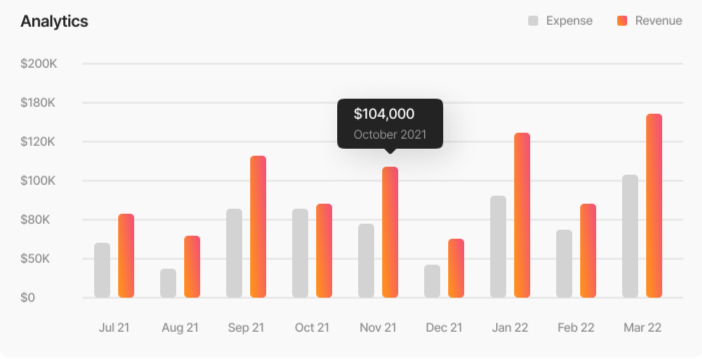 Analytics
Expense
Revenue
$200K
$180K
$120K
$100K
$80K
$50K
$0
$104,000
October 2021
Jul 21
Aug 21
Sep 21
Oct 21
Nov 21
Dec 21
Jan 22
Feb 22
Mar 22